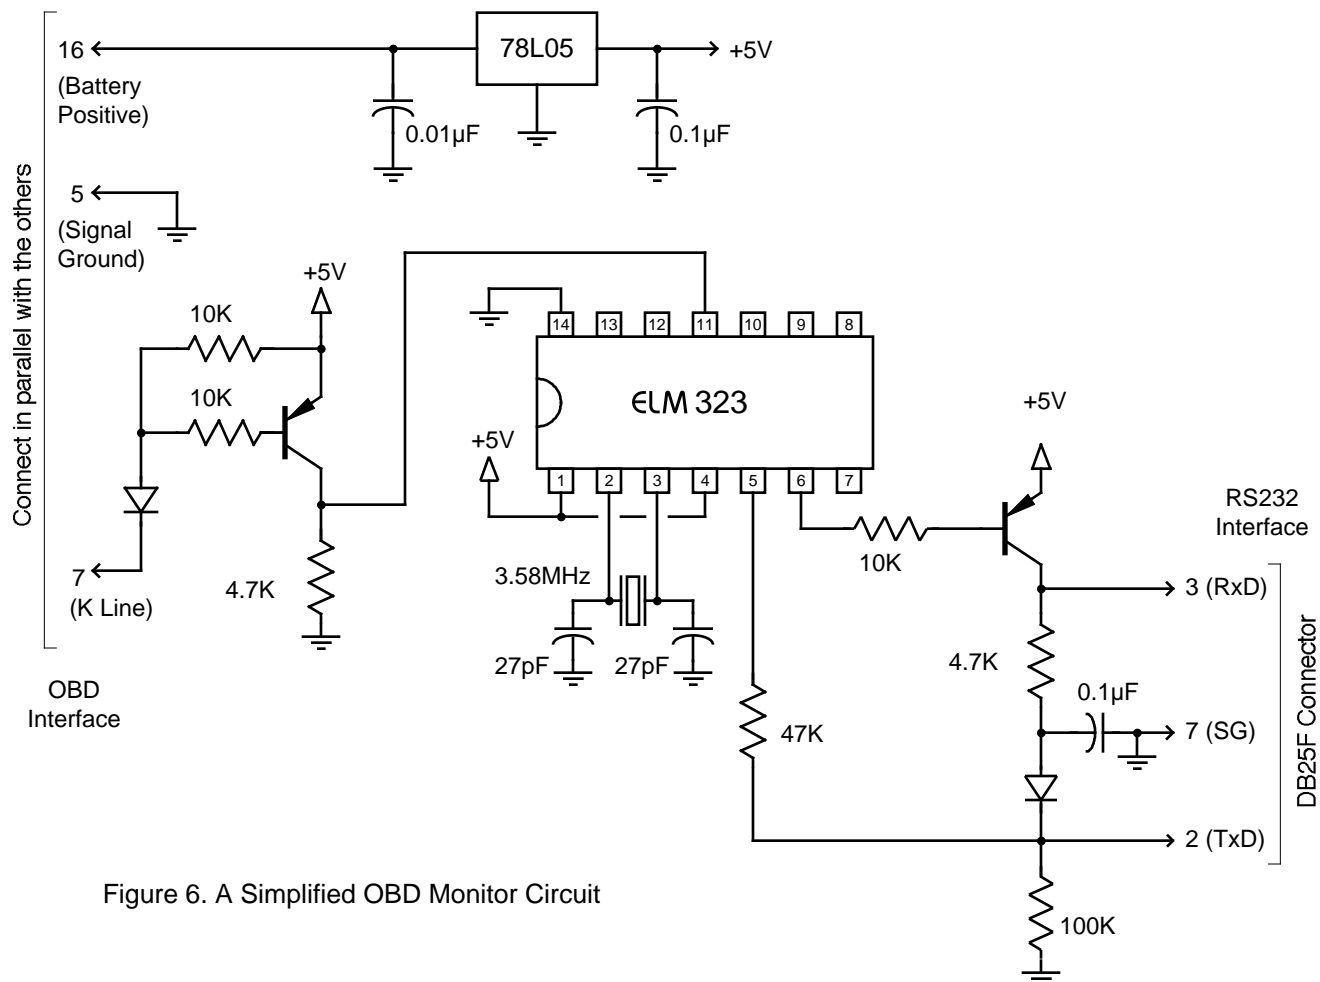 16
(Battery
Positive)
78L05
+5V
0.01µF
0.1µF
5
(Signal
Ground)
Connect in parallel with the others
+5V
10K
10K
7
(K Line)
4.7K
OBD
Interface
14
13
12
11
10
9
8
ELM 323
+5V
1
2
3
4
5
6
7
3.58MHz
27pF
27pF
47K
+5V
10K
RS232
Interface
3 (RxD)
4.7K
0.1µF
7 (SG)
2 (TxD)
DB25F Connector
100K
Figure 6. A Simplified OBD Monitor Circuit